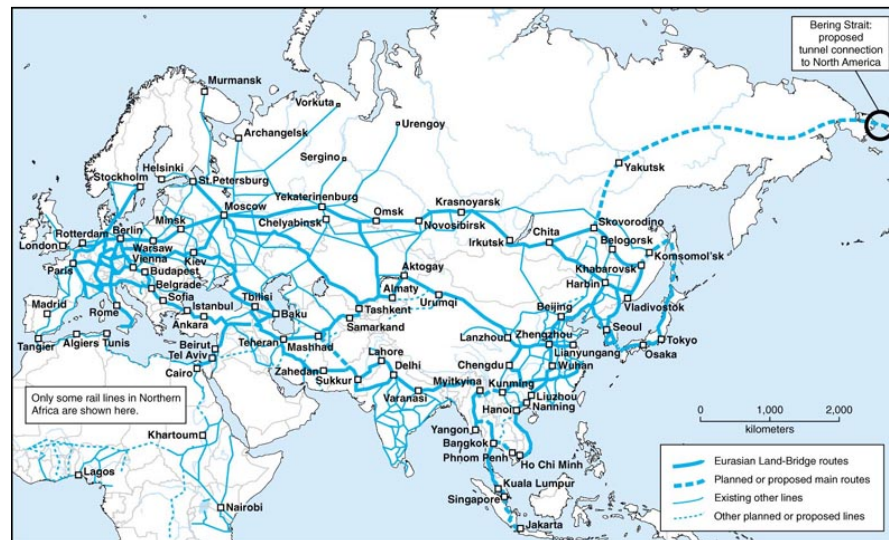 Bering Strait:
proposed
tunnel connection
to North America
Murmansk
Vorkuta
Urengoy
Archangelsk
Sergino
Yakutsk
Helsinki
Stockholm
St.Petersburg
Moscow
Yekaterinenburg
Krasnoyarsk
Skovorodino
Rotterdam
Berlin
Minsk
Chelyabinsk
Omsk
Novosibirsk
Irkutsk
Chita
Belogorsk
Komsomol'sk
London
Warsaw
Vienna
Kiev
Khabarovsk
Paris
Budapest
Aktogay
Harbin
Belgrade
Almaty
Urumqi
Vladivostok
Madrid
Sofia
Tbilisi
Istanbul
Baku
Tashkent
Beijing
Rome
Ankara
Samarkand
Seoul
Tokyo
Tangier
Algiers
Tunis
Beirut
Teheran
Mashhad
Lanzhou
Zhengzhou
Lianyungang
Osaka
Tel Aviv
Lahore
Cairo
Zahedan
Delhi
Chengdu
Wuhan
Sukkur
Myitkyina
Kunming
Varanasi
Liuzhou
Nanning
Hanoi
Only some rail lines in Northern
Africa are shown here.
0
1,000
2,000
kilometers
Khartoum
Yangon
Bangkok
Phnom Penh
Ho Chi Minh
Lagos
Kuala Lumpur
Singapore
Nairobi
Jakarta
Eurasian Land-Bridge routes
Planned or proposed main routes
Existing other lines
Other planned or proposed lines